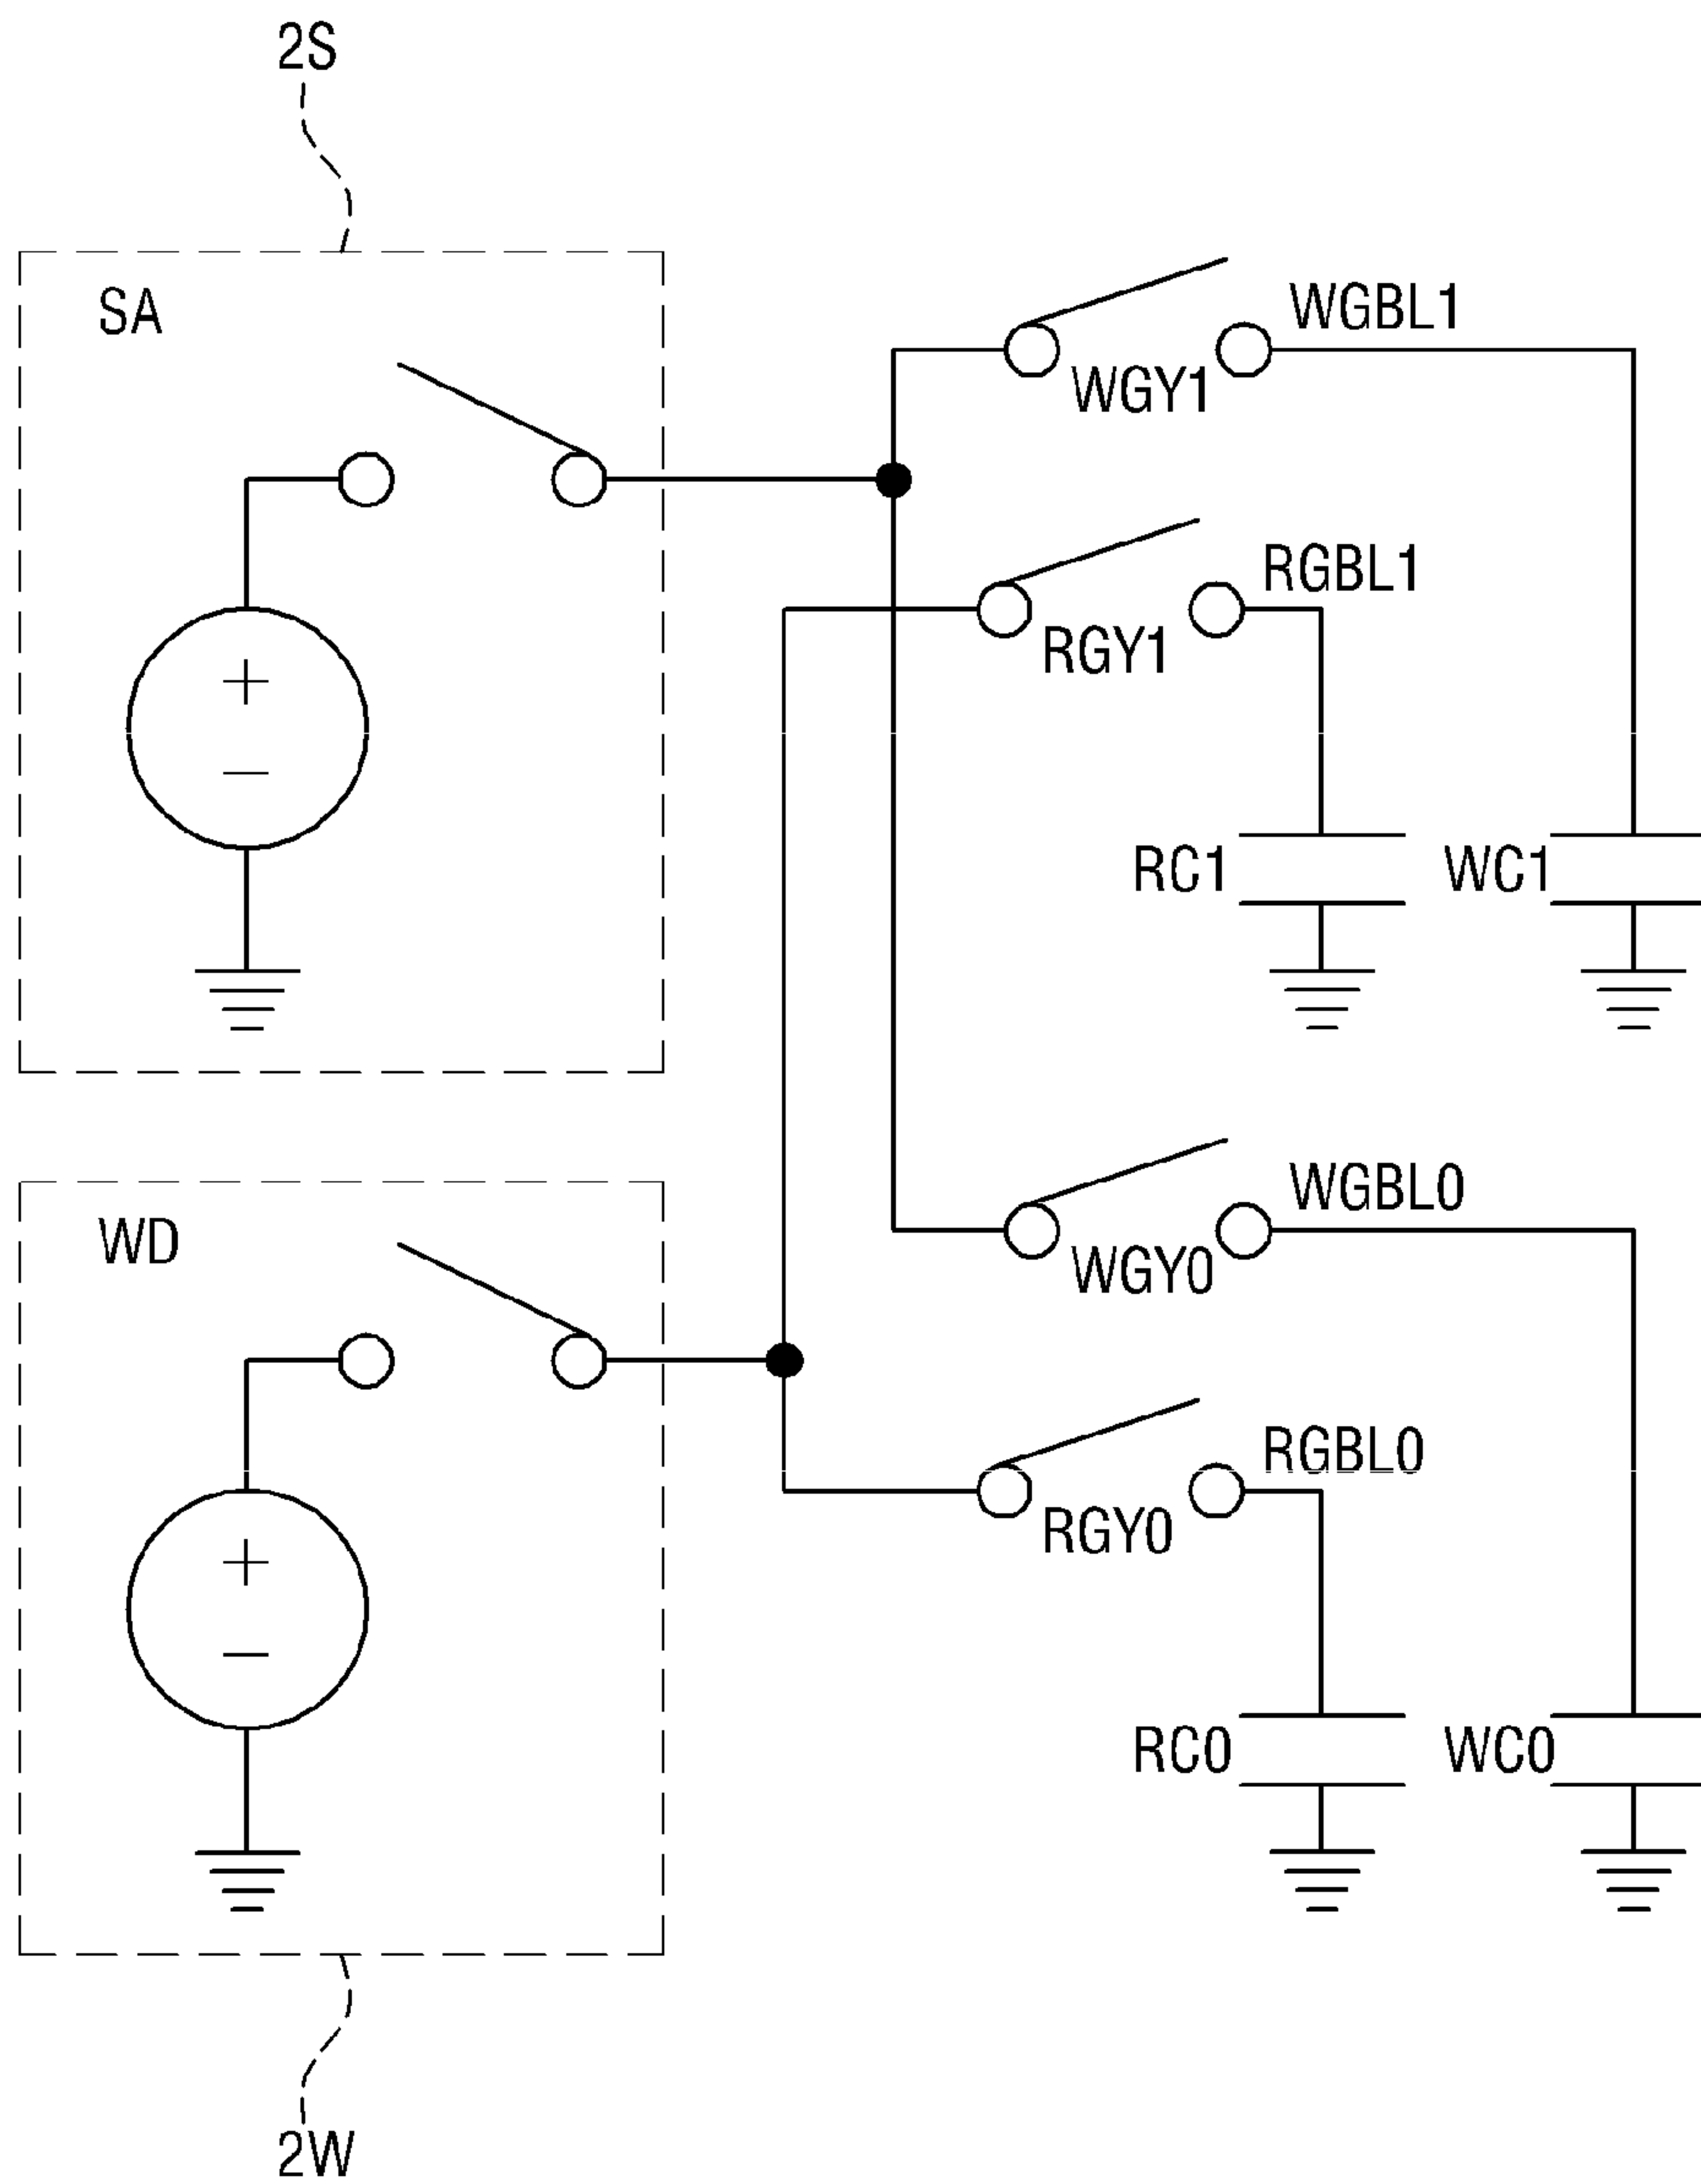 2S
SA
WGBL1
WGY1
RGBL1
RGY1
+
−
RC1
WC1
WD
WGBL0
WGY0
RGBL0
RGY0
+
−
RC0
WC0
2W